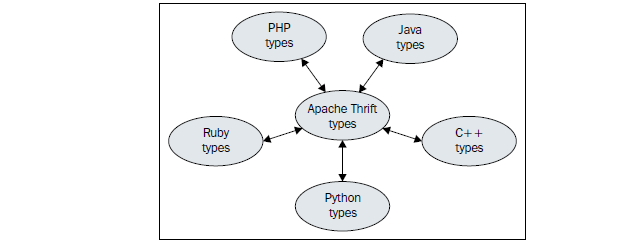 PHP
types
Java
types
Apache Thrift
types
Ruby
types
C++
types
Python
types